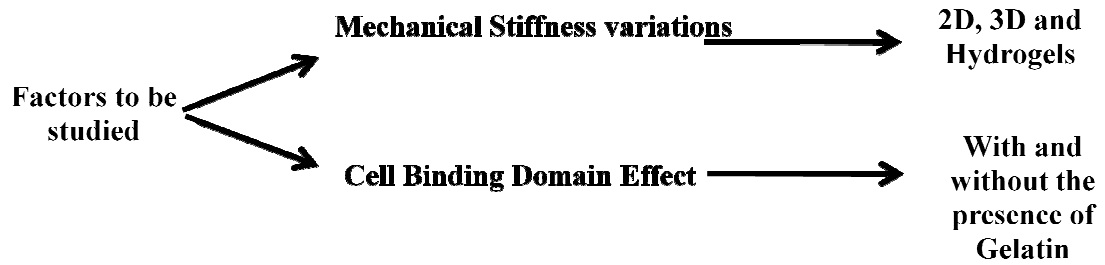 Factors to be
studied
Mechanical Stiffness variations
2D, 3D and
Hydrogels
Cell Binding Domain Effect
With and
without the
presence of
Gelatin